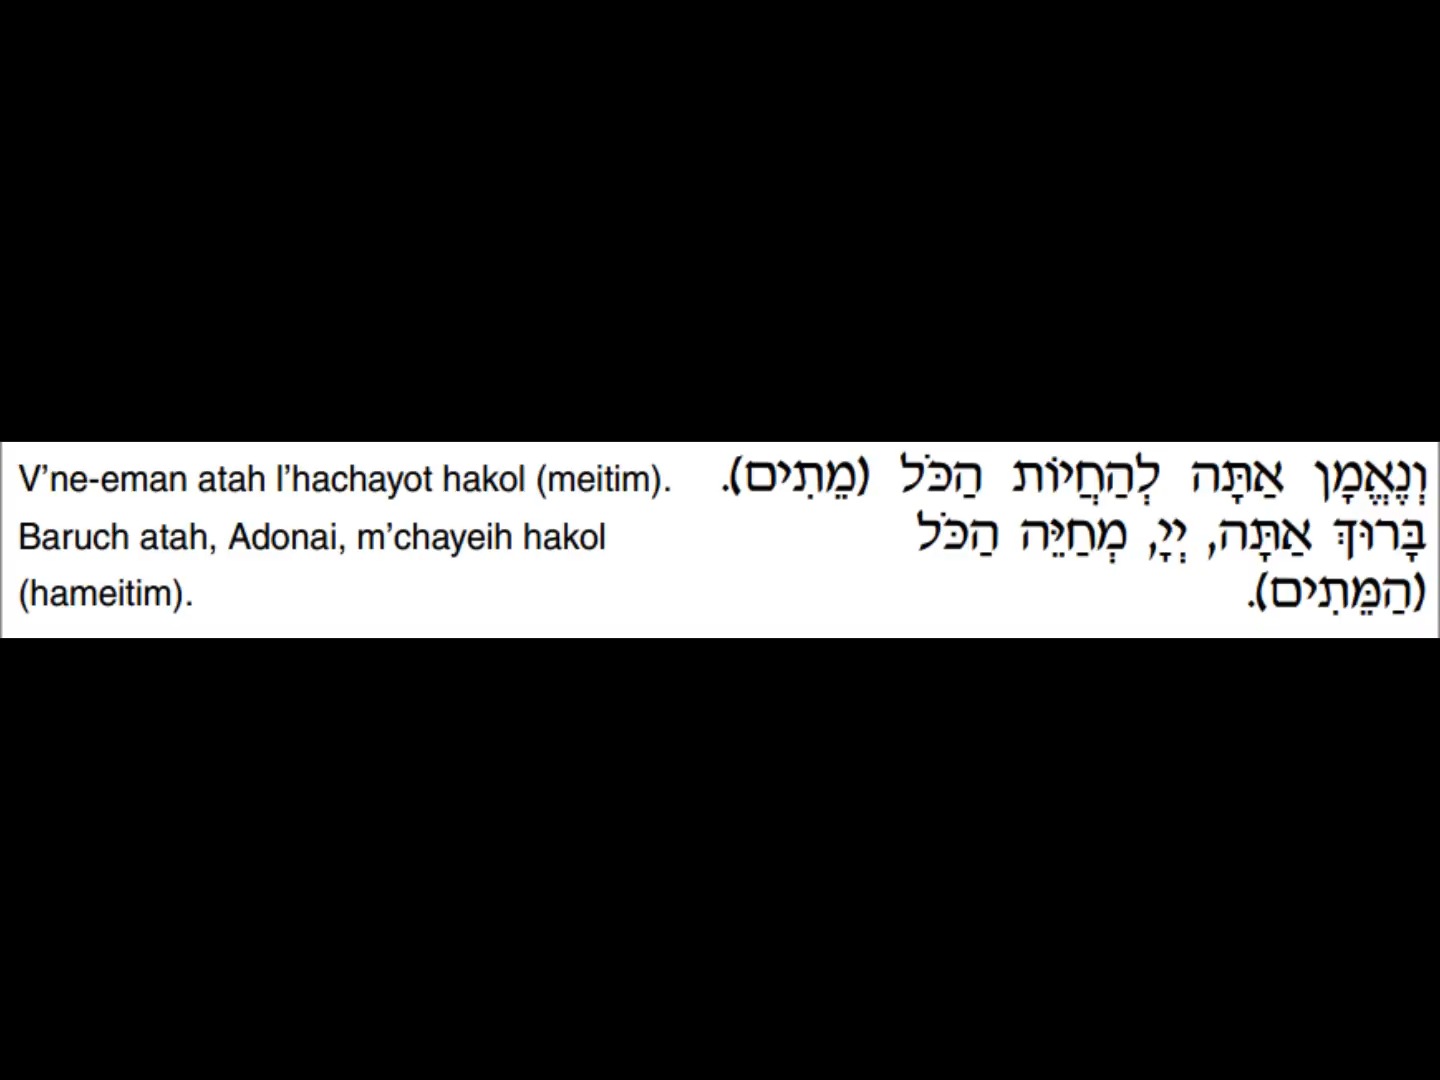 V’ne-eman atah l’hachayot hakol (meitim).
Baruch atah, Adonai, m’chayeih hakol
(hameitim).
וְנֶאֱמָן אַתָּה לְהַחֲיוֹת הַכֹּל (מֵתִים).
בָּרוּךְ אַתָּה, יְיָ, מְחַיֵּה הַכֹּל
(הַמֵּתִים).